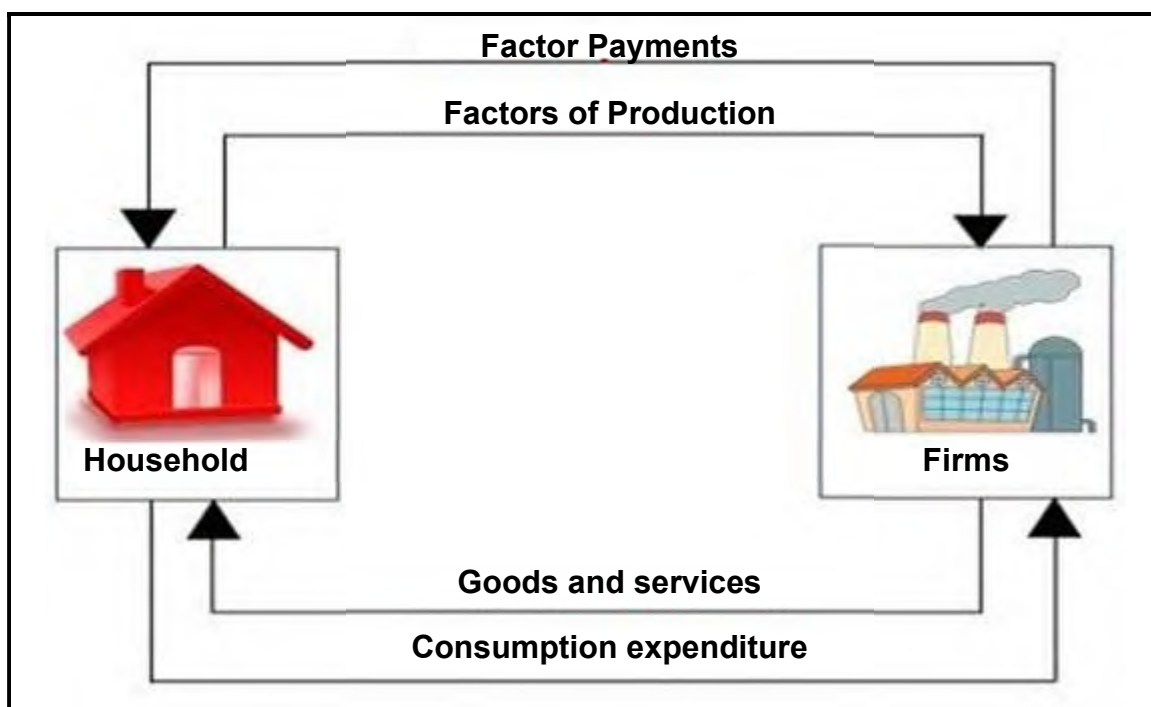 Factor Payments
Factors of Production
Household
Firms
Goods and services
Consumption expenditure